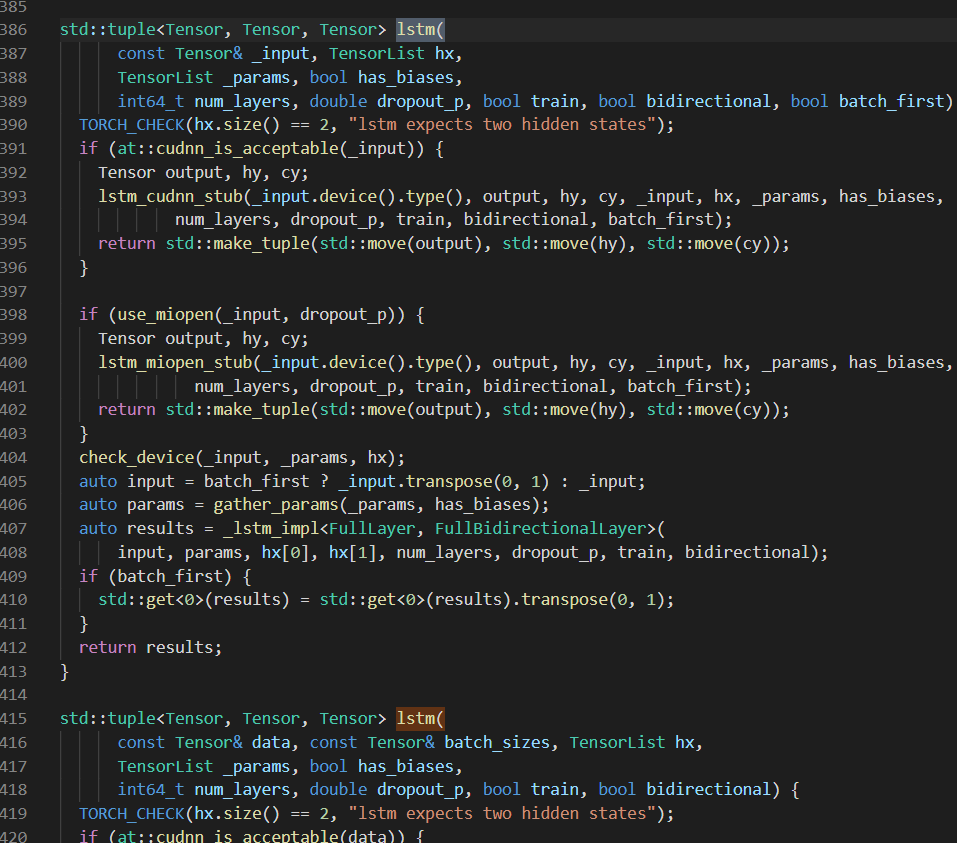 385
386 std::tuple<Tensor, Tensor, Tensor> lstm(
387 const Tensor& _input, TensorList hx,
388 TensorList _params, bool has_biases,
389 int64_t num_layers, double dropout_p, bool train, bool bidirectional, bool batch_first)
390 TORCH_CHECK(hx.size() == 2, "lstm expects two hidden states");
391 if (at::cudnn_is_acceptable(_input)) {
392 Tensor output, hy, cy;
393 lstm_cudnn_stub(_input.device().type(), output, hy, cy, _input, hx, _params, has_biases,
394 num_layers, dropout_p, train, bidirectional, batch_first);
395 return std::make_tuple(std::move(output), std::move(hy), std::move(cy));
396 }
397
398 if (use_miopen(_input, dropout_p)) {
399 Tensor output, hy, cy;
400 lstm_miopen_stub(_input.device().type(), output, hy, cy, _input, hx, _params, has_biases,
401 num_layers, dropout_p, train, bidirectional, batch_first);
402 return std::make_tuple(std::move(output), std::move(hy), std::move(cy));
403 }
404 check_device(_input, _params, hx);
405 auto input = batch_first ? _input.transpose(0, 1) : _input;
406 auto params = gather_params(_params, has_biases);
407 auto results = _lstm_impl<FullLayer, FullBidirectionalLayer>(
408 input, params, hx[0], hx[1], num_layers, dropout_p, train, bidirectional);
409 if (batch_first) {
410 std::get<0>(results) = std::get<0>(results).transpose(0, 1);
411 }
412 return results;
413 }
414
415 std::tuple<Tensor, Tensor, Tensor> lstm(
416 const Tensor& data, const Tensor& batch_sizes, TensorList hx,
417 TensorList _params, bool has_biases,
418 int64_t num_layers, double dropout_p, bool train, bool bidirectional) {
419 TORCH_CHECK(hx.size() == 2, "lstm expects two hidden states");
420 if (at::cudnn_is_acceptable(data)) {